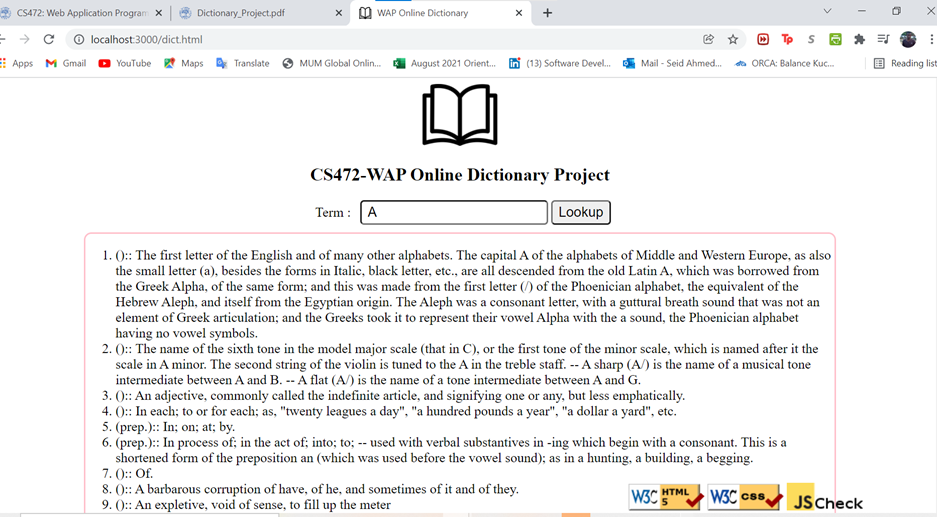 CS472: Web Application Program
Dictionary_Project.pdf
WAP Online Dictionary
localhost:3000/dict.html
Apps
Gmail
YouTube
Maps
Translate
MUM Global Onlin...
August 2021 Orient...
(13) Software Devel...
Mail - Seid Ahmed...
ORCA: Balance Kuc...
Reading list
CS472-WAP Online Dictionary Project
Term : A Lookup
1. ():: The first letter of the English and of many other alphabets. The capital A of the alphabets of Middle and Western Europe, as also
the small letter (a), besides the forms in Italic, black letter, etc., are all descended from the old Latin A, which was borrowed from
the Greek Alpha, of the same form; and this was made from the first letter (/) of the Phoenician alphabet, the equivalent of the
Hebrew Aleph, and itself from the Egyptian origin. The Aleph was a consonant letter, with a guttural breath sound that was not an
element of Greek articulation; and the Greeks took it to represent their vowel Alpha with the a sound, the Phoenician alphabet
having no vowel symbols.
2. ():: The name of the sixth tone in the model major scale (that in C), or the first tone of the minor scale, which is named after it the
scale in A minor. The second string of the violin is tuned to the A in the treble staff. -- A sharp (A/) is the name of a musical tone
intermediate between A and B. -- A flat (A/) is the name of a tone intermediate between A and G.
3. ():: An adjective, commonly called the indefinite article, and signifying one or any, but less emphatically.
4. ():: In each; to or for each; as, "twenty leagues a day", "a hundred pounds a year", "a dollar a yard", etc.
5. (prep.):: In; on; at; by.
6. (prep.):: In process of; in the act of; into; to; -- used with verbal substantives in -ing which begin with a consonant. This is a
shortened form of the preposition an (which was used before the vowel sound); as in a hunting, a building, a begging.
7. ():: Of.
8. ():: A barbarous corruption of have, of he, and sometimes of it and of they.
9. ():: An expletive, void of sense, to fill up the meter
W3C HTML 5
W3C css
JS Check